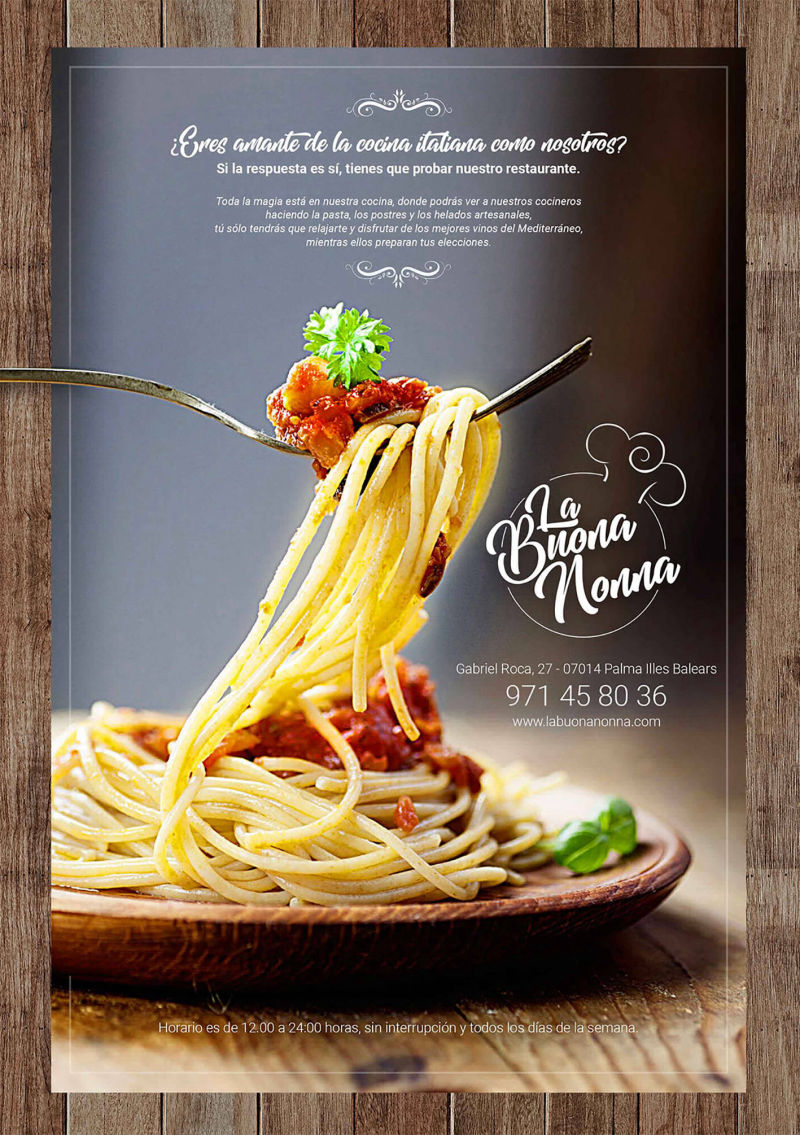 ¿Eres amante de la cocina italiana como nosotros?
Si la respuesta es sí, tienes que probar nuestro restaurante.
Toda la magia está en nuestra cocina, donde podrás ver a nuestros cocineros
haciendo la pasta, los postres y los helados artesanales,
tú sólo tendrás que relajarte y disfrutar de los mejores vinos del Mediterráneo,
mientras ellos preparan tus elecciones.
La
Buona
Nonna
Gabriel Roca, 27 - 07014 Palma Illes Balears
971 45 80 36
www.labuonanonna.com
Horario es de 12.00 a 24:00 horas, sin interrupción y todos los días de la semana.